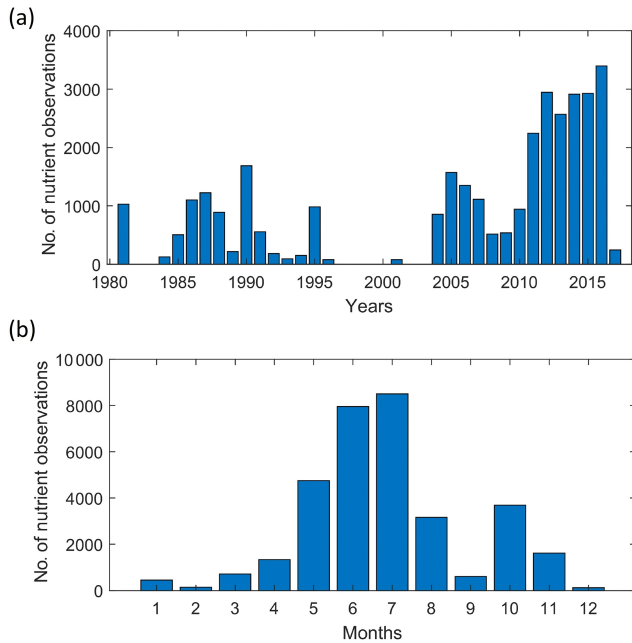 (a)
No. of nutrient observations
4000
3000
2000
1000
0
1980 1985 1990 1995 2000 2005 2010 2015
Years
(b)
No. of nutrient observations
10 000
8000
6000
4000
2000
0
1 2 3 4 5 6 7 8 9 10 11 12
Months